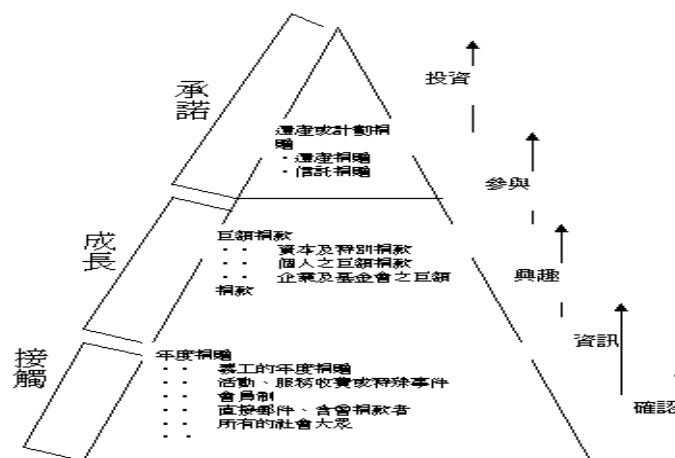 承諾
投資
遺產或計劃捐
贈
・遺產捐贈
・信託捐贈
參與
成長
巨額捐款
・・ 資本及特別捐款
・・ 個人之巨額捐款
・・ 企業及基金會之巨額
捐款
興趣
資訊
接觸
年度捐贈
・・ 義工的年度捐贈
・・ 活動、服務收費或特殊事件
・・ 會員制
・・ 直接郵件、含曾捐款者
・・ 所有的社會大眾
・・
確認